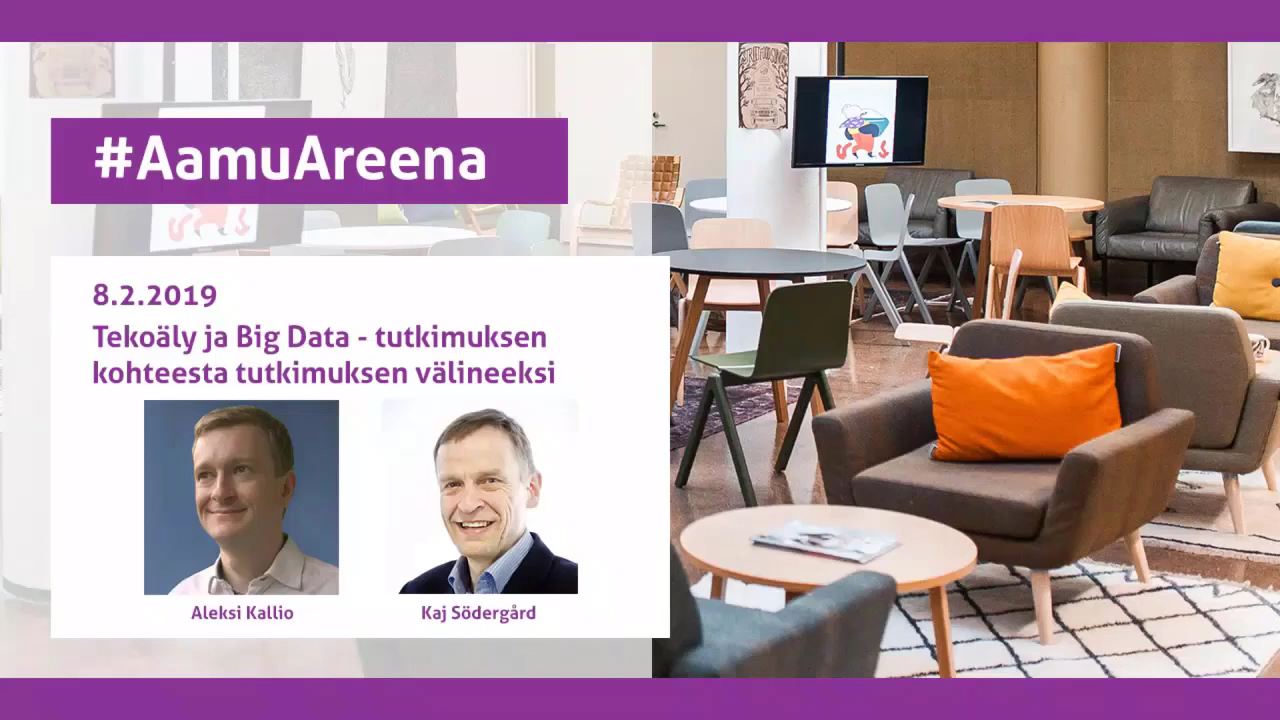 #AamuAreena
8.2.2019
Tekoäly ja Big Data - tutkimuksen
kohteesta tutkimuksen välineeksi
Aleksi Kallio
Kaj Södergård